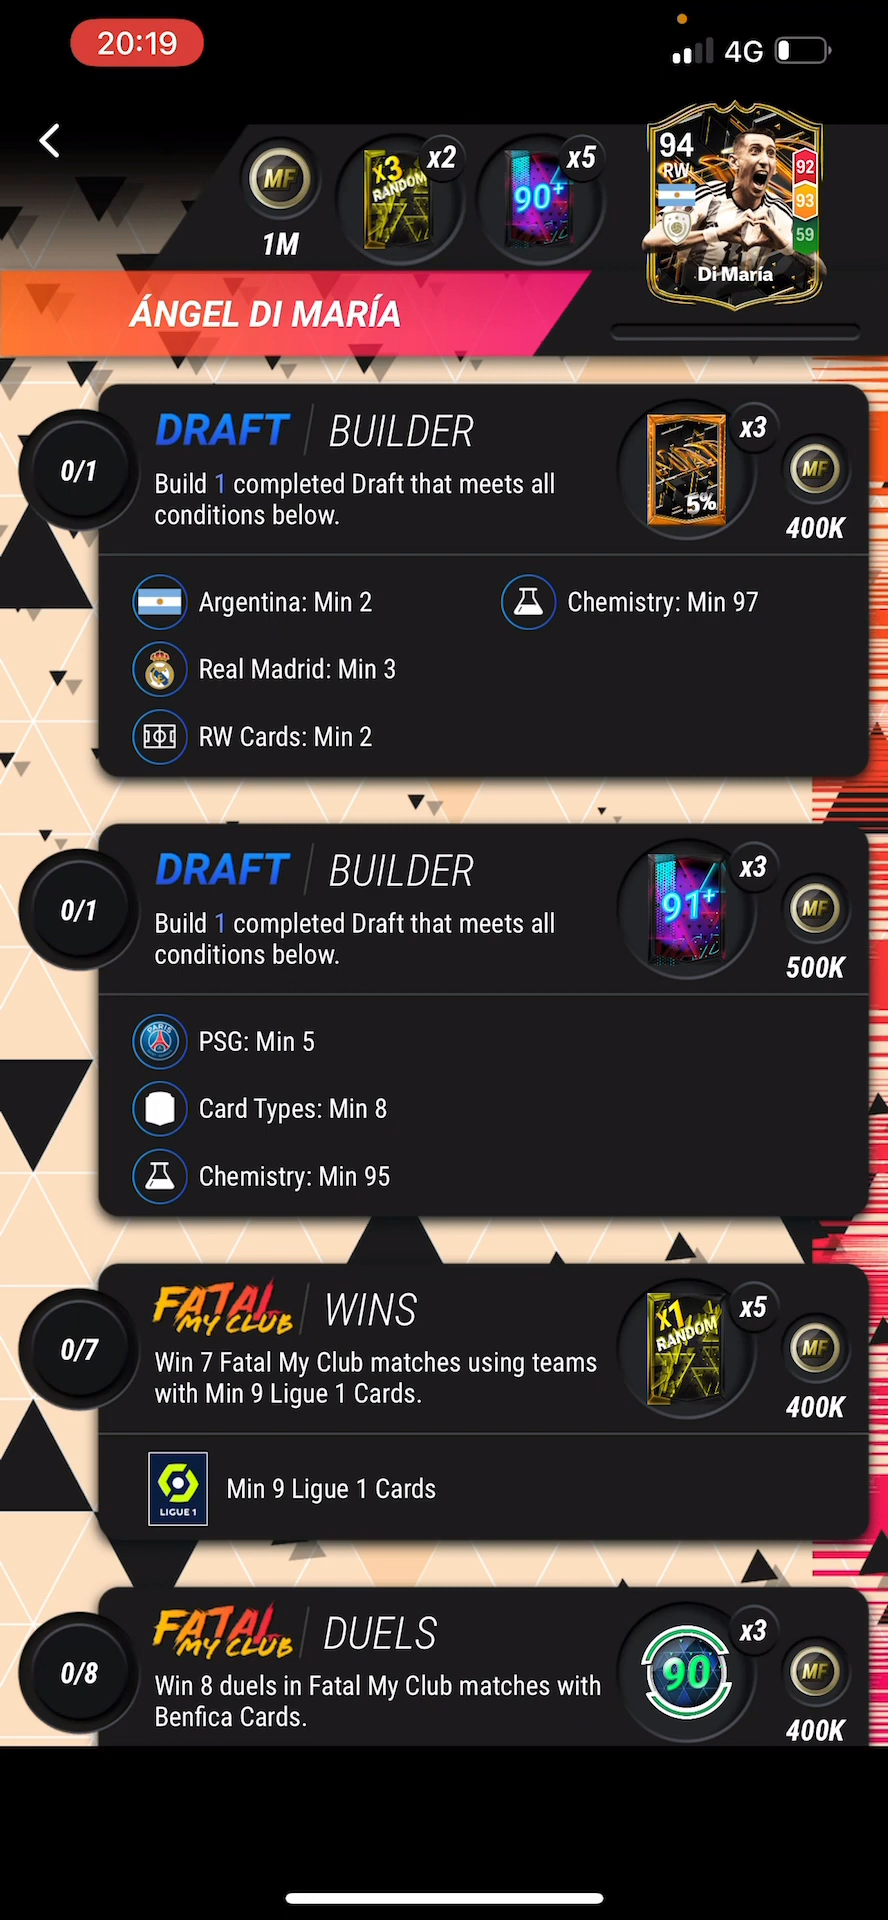 20:19
4G
MF
1M
x3
RANDOM
x2
90+
x5
94
RW
92
93
59
Di María
ÁNGEL DI MARÍA
0/1
DRAFT BUILDER
Build 1 completed Draft that meets all
conditions below.
5%
x3
MF
400K
Argentina: Min 2
Chemistry: Min 97
Real Madrid: Min 3
RW Cards: Min 2
0/1
DRAFT BUILDER
Build 1 completed Draft that meets all
conditions below.
91+
x3
MF
500K
PARIS
PSG: Min 5
Card Types: Min 8
Chemistry: Min 95
0/7
FATAL
MY CLUB
WINS
Win 7 Fatal My Club matches using teams
with Min 9 Ligue 1 Cards.
x1
RANDOM
x5
MF
400K
LIGUE 1
Min 9 Ligue 1 Cards
0/8
FATAL
MY CLUB
DUELS
Win 8 duels in Fatal My Club matches with
Benfica Cards.
90
x3
MF
400K